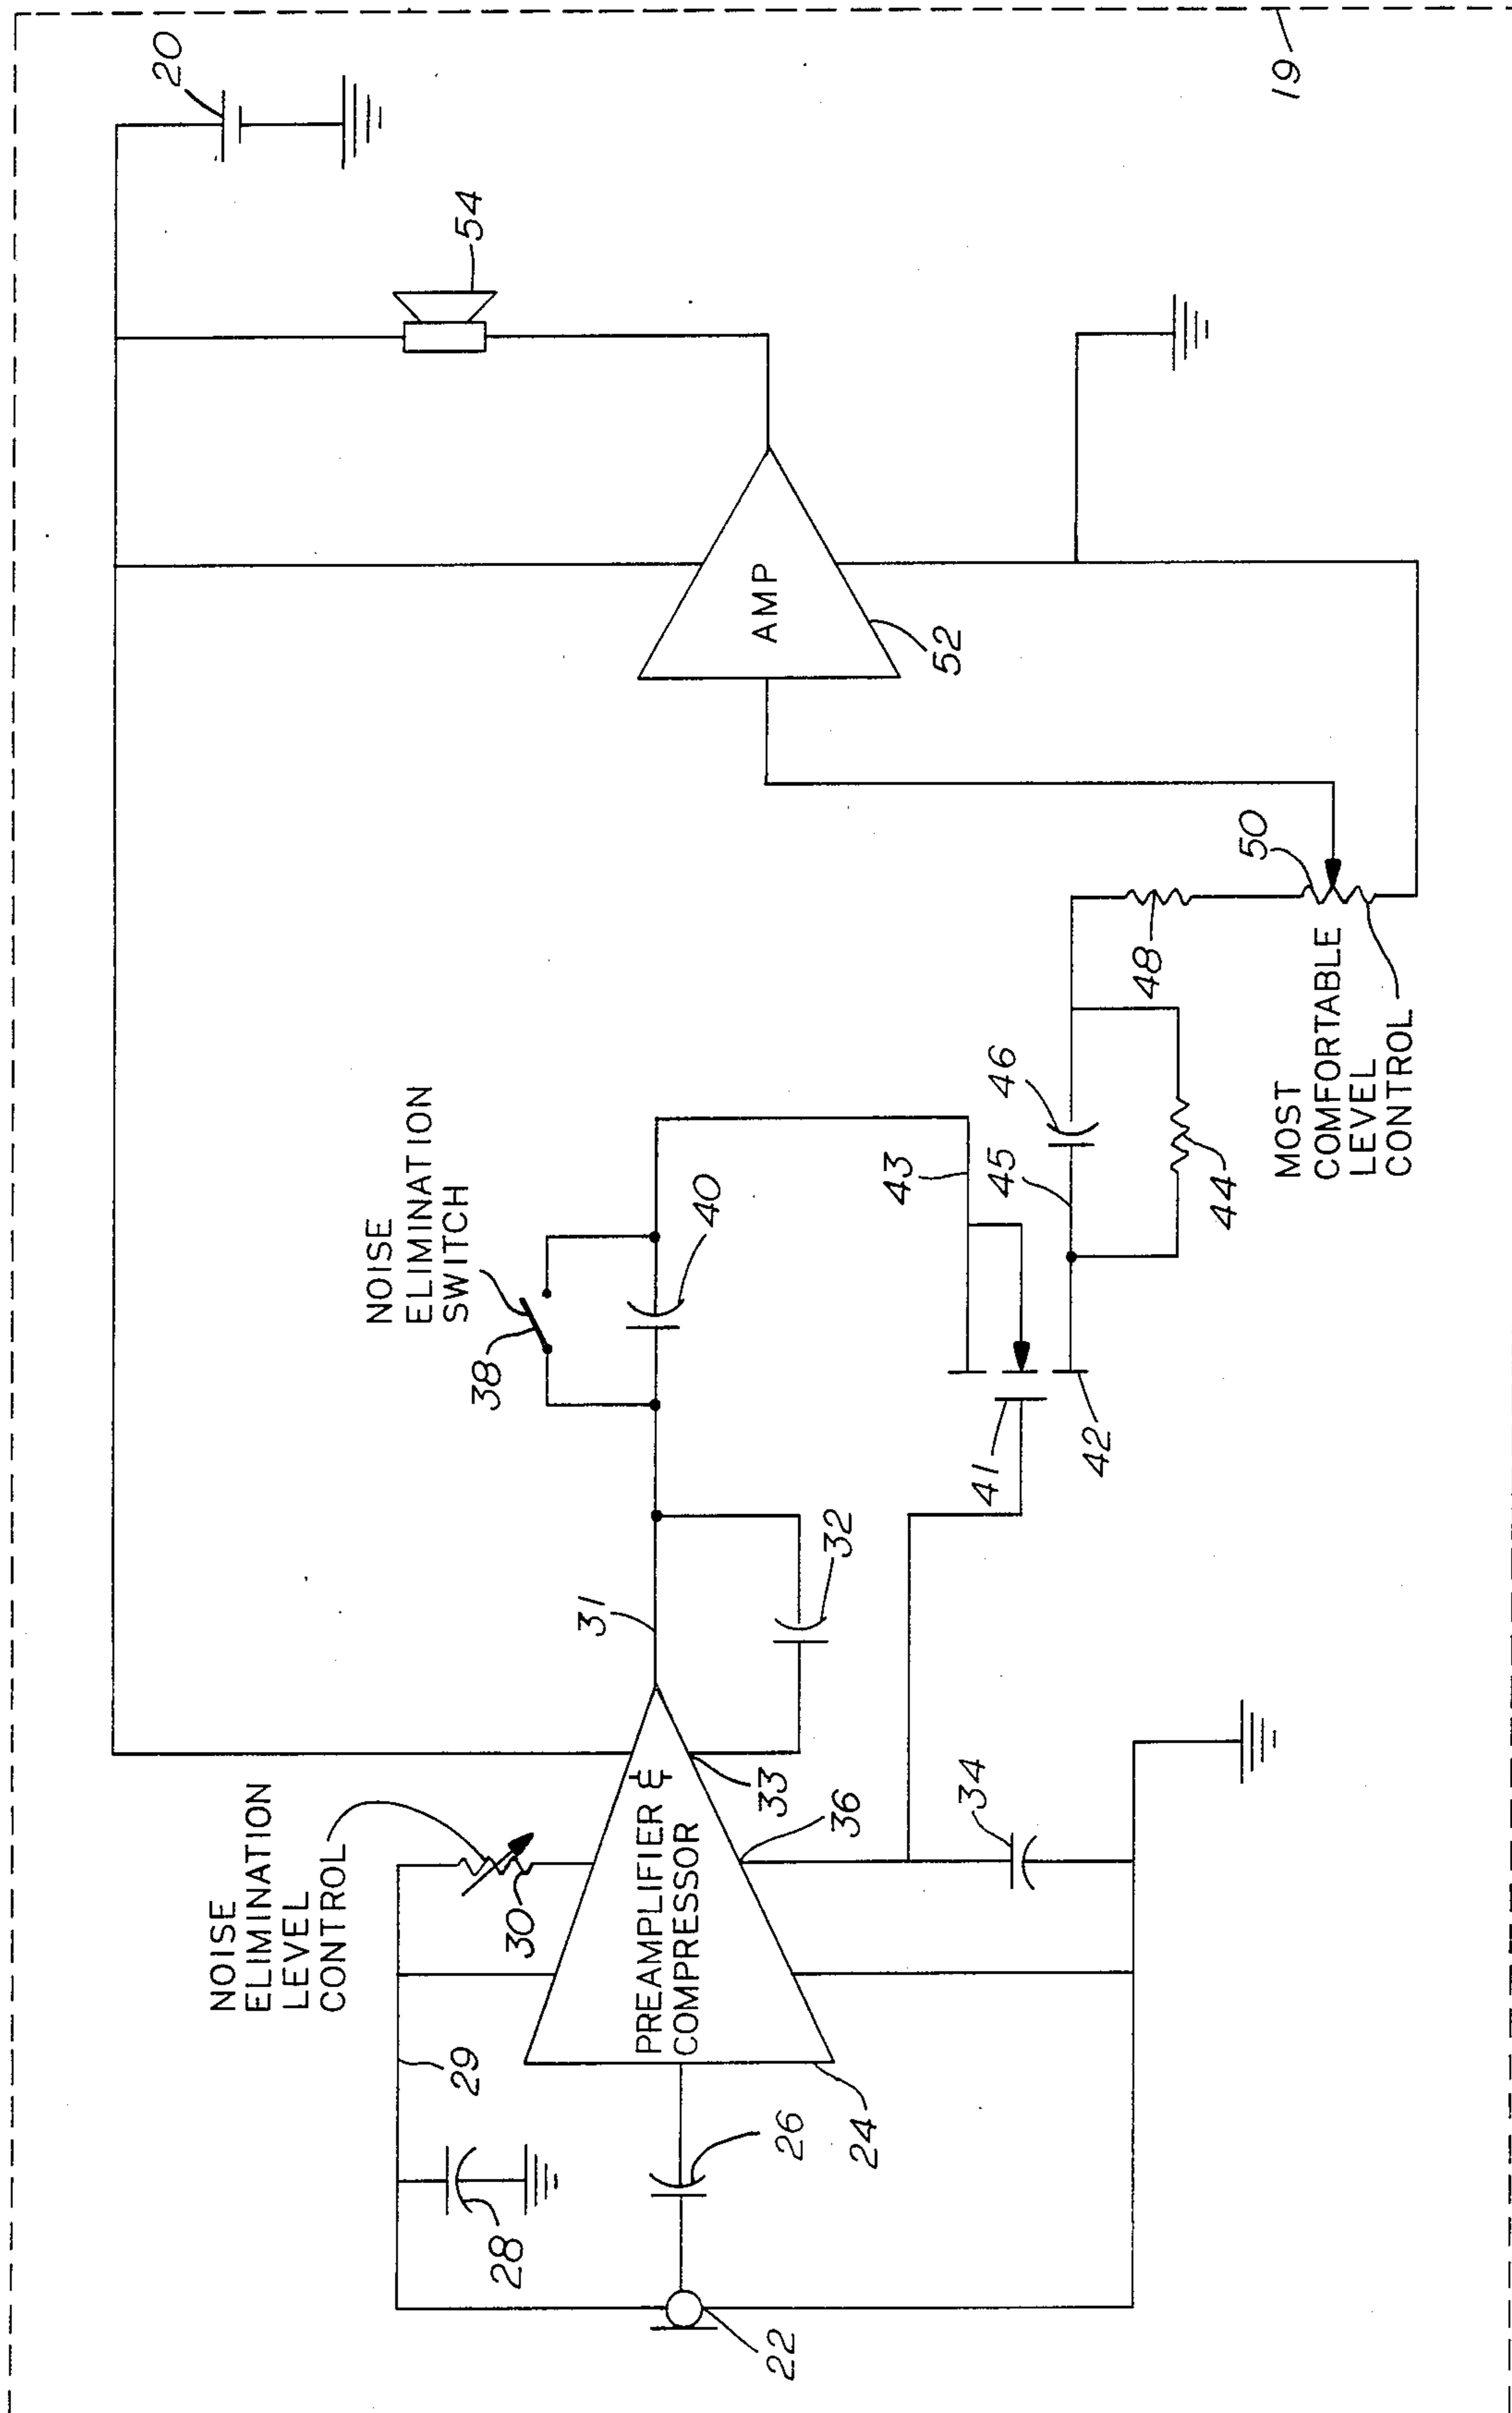 20
54
19
AMP
52
50
MOST
COMFORTABLE
LEVEL
CONTROL
48
46
45
44
43
NOISE
ELIMINATION
SWITCH
38
40
41
42
31
32
33
36
34
NOISE
ELIMINATION
LEVEL
CONTROL
30
PREAMPLIFIER &
COMPRESSOR
29
24
26
28
22